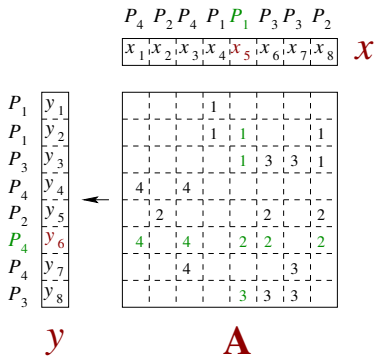 P4 P2 P4 P1 P1 P3 P3 P2
x1 x2 x3 x4 x5 x6 x7 x8 x
P1 y1 1
P1 y2 1 1 1
P3 y3 1 3 3 1
P4 y4 4 4
P2 y5 2 2 2
P4 y6 4 4 2 2 2
P4 y7 4 3
P3 y8 3 3 3
y A